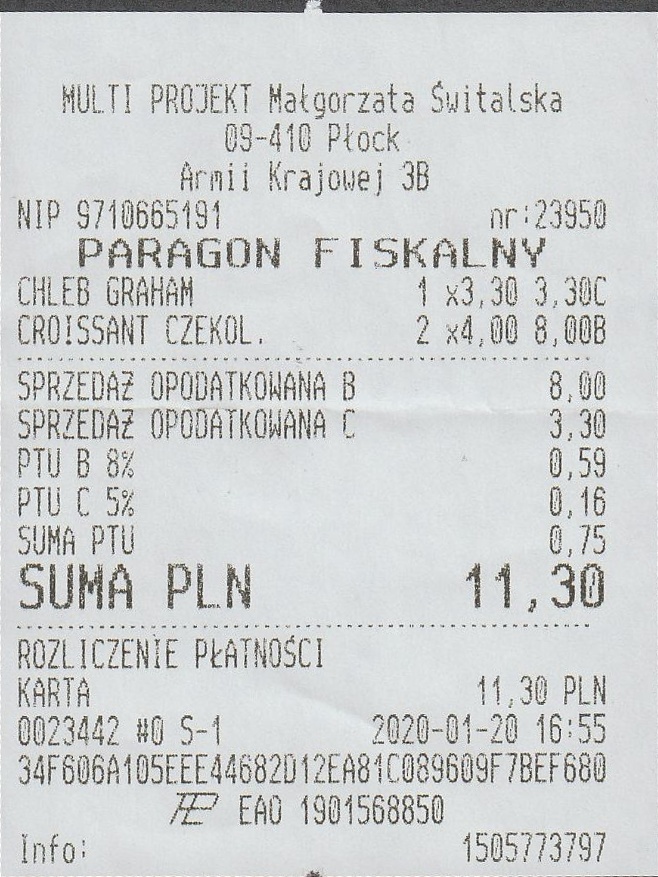 MULTI PROJEKT Małgorzata Świtalska
09-410 Płock
Armii Krajowej 3B
NIP 9710665191 nr:23950
PARAGON FISKALNY
CHLEB GRAHAM 1 x3,30 3,30C
CROISSANT CZEKOL. 2 x4,00 8,00B
SPRZEDAŻ OPODATKOWANA B 8,00
SPRZEDAŻ OPODATKOWANA C 3,30
PTU B 8% 0,59
PTU C 5% 0,16
SUMA PTU 0,75
SUMA PLN 11,30
ROZLICZENIE PŁATNOŚCI
KARTA 11,30 PLN
0023442 #0 S-1 2020-01-20 16:55
34F606A105EEE44682D12EA81C089609F7BEF680
EAO 1901568850
Info: 1505773797